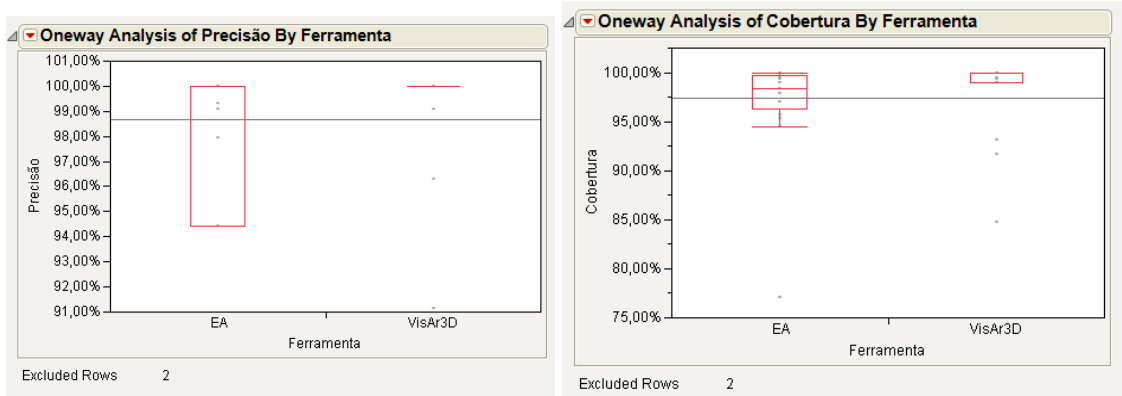 Oneway Analysis of Precisão By Ferramenta
101,00%
100,00%
99,00%
98,00%
97,00%
96,00%
95,00%
94,00%
93,00%
92,00%
91,00%
Precisão
EA
VisAr3D
Ferramenta
Excluded Rows 2
Oneway Analysis of Cobertura By Ferramenta
100,00%
95,00%
90,00%
85,00%
80,00%
75,00%
Cobertura
EA
VisAr3D
Ferramenta
Excluded Rows 2